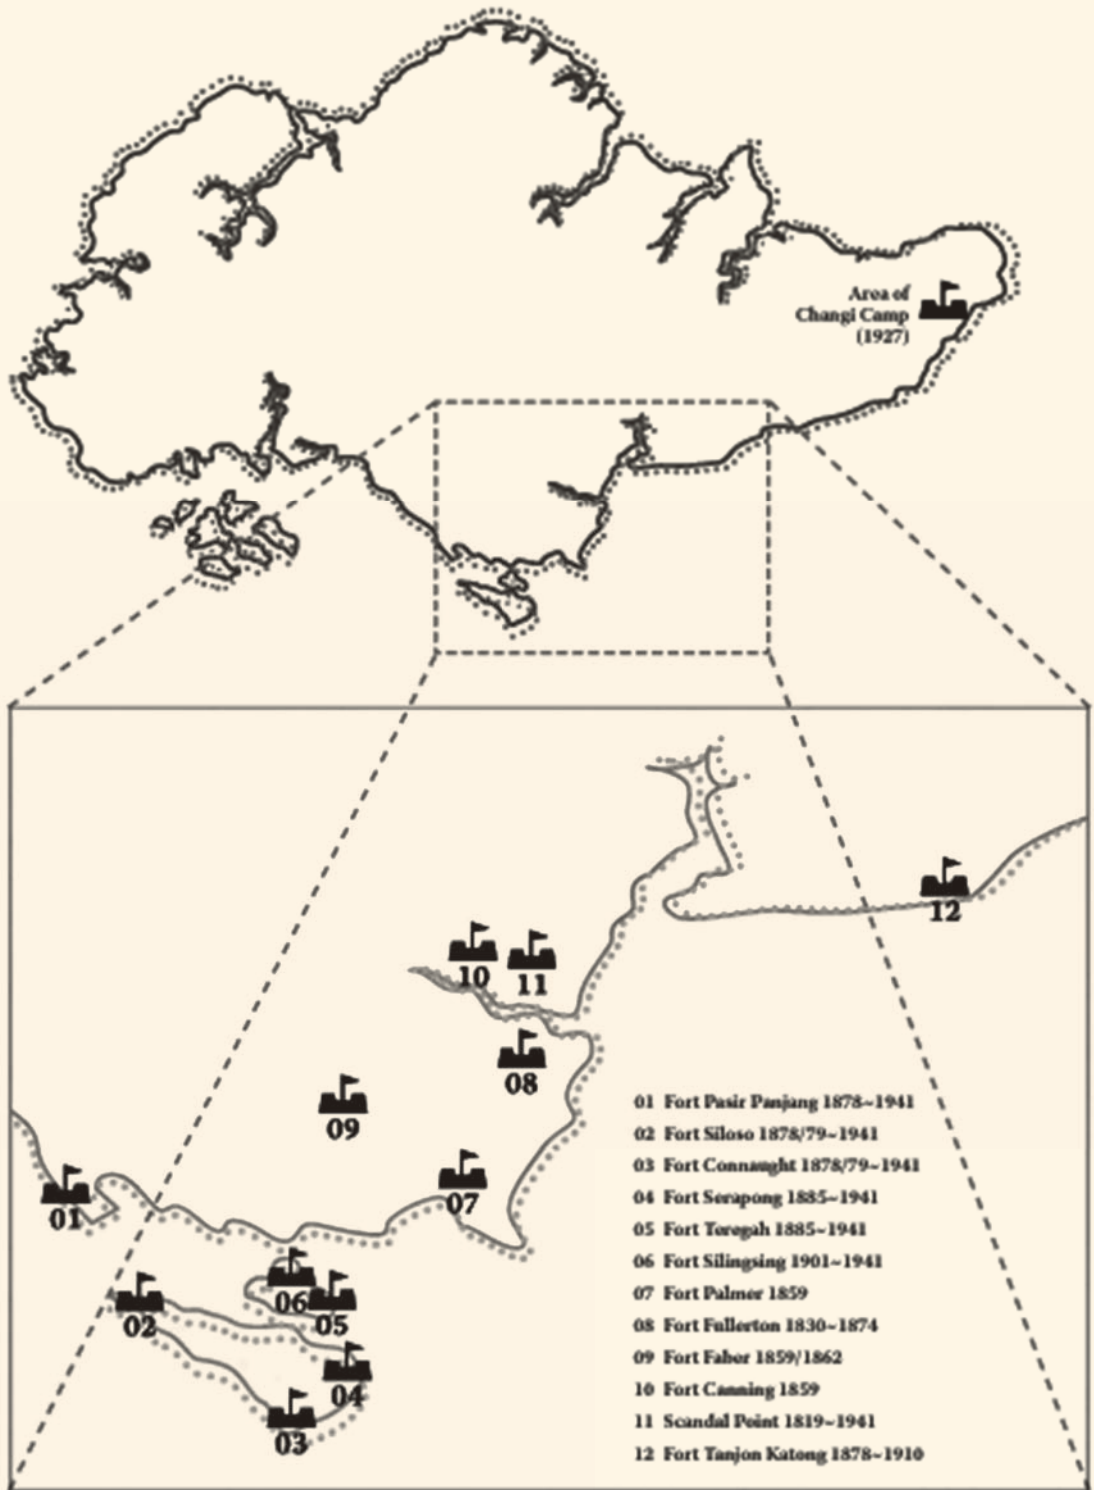 Area of
Changi Camp
(1927)
12
10
11
08
09
07
01
06
05
02
04
03
01 Fort Pasir Panjang 1878~1941
02 Fort Siloso 1878/79~1941
03 Fort Connaught 1878/79~1941
04 Fort Serapong 1885~1941
05 Fort Teregah 1885~1941
06 Fort Silingsing 1901~1941
07 Fort Palmer 1859
08 Fort Fullerton 1830~1874
09 Fort Faber 1859/1862
10 Fort Canning 1859
11 Scandal Point 1819~1941
12 Fort Tanjon Katong 1878~1910